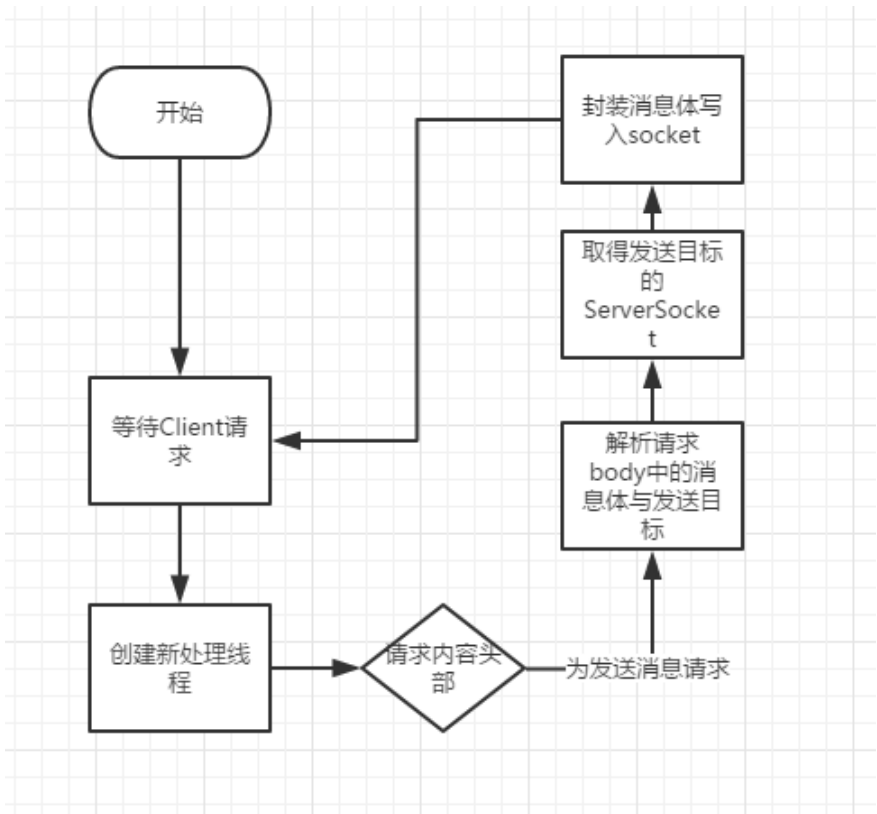 开始
等待Client请
求
创建新处理线
程
请求内容头
部
为发送消息请求
解析请求
body中的消
息体与发送目
标
取得发送目标
的
ServerSocke
t
封装消息体写
入socket